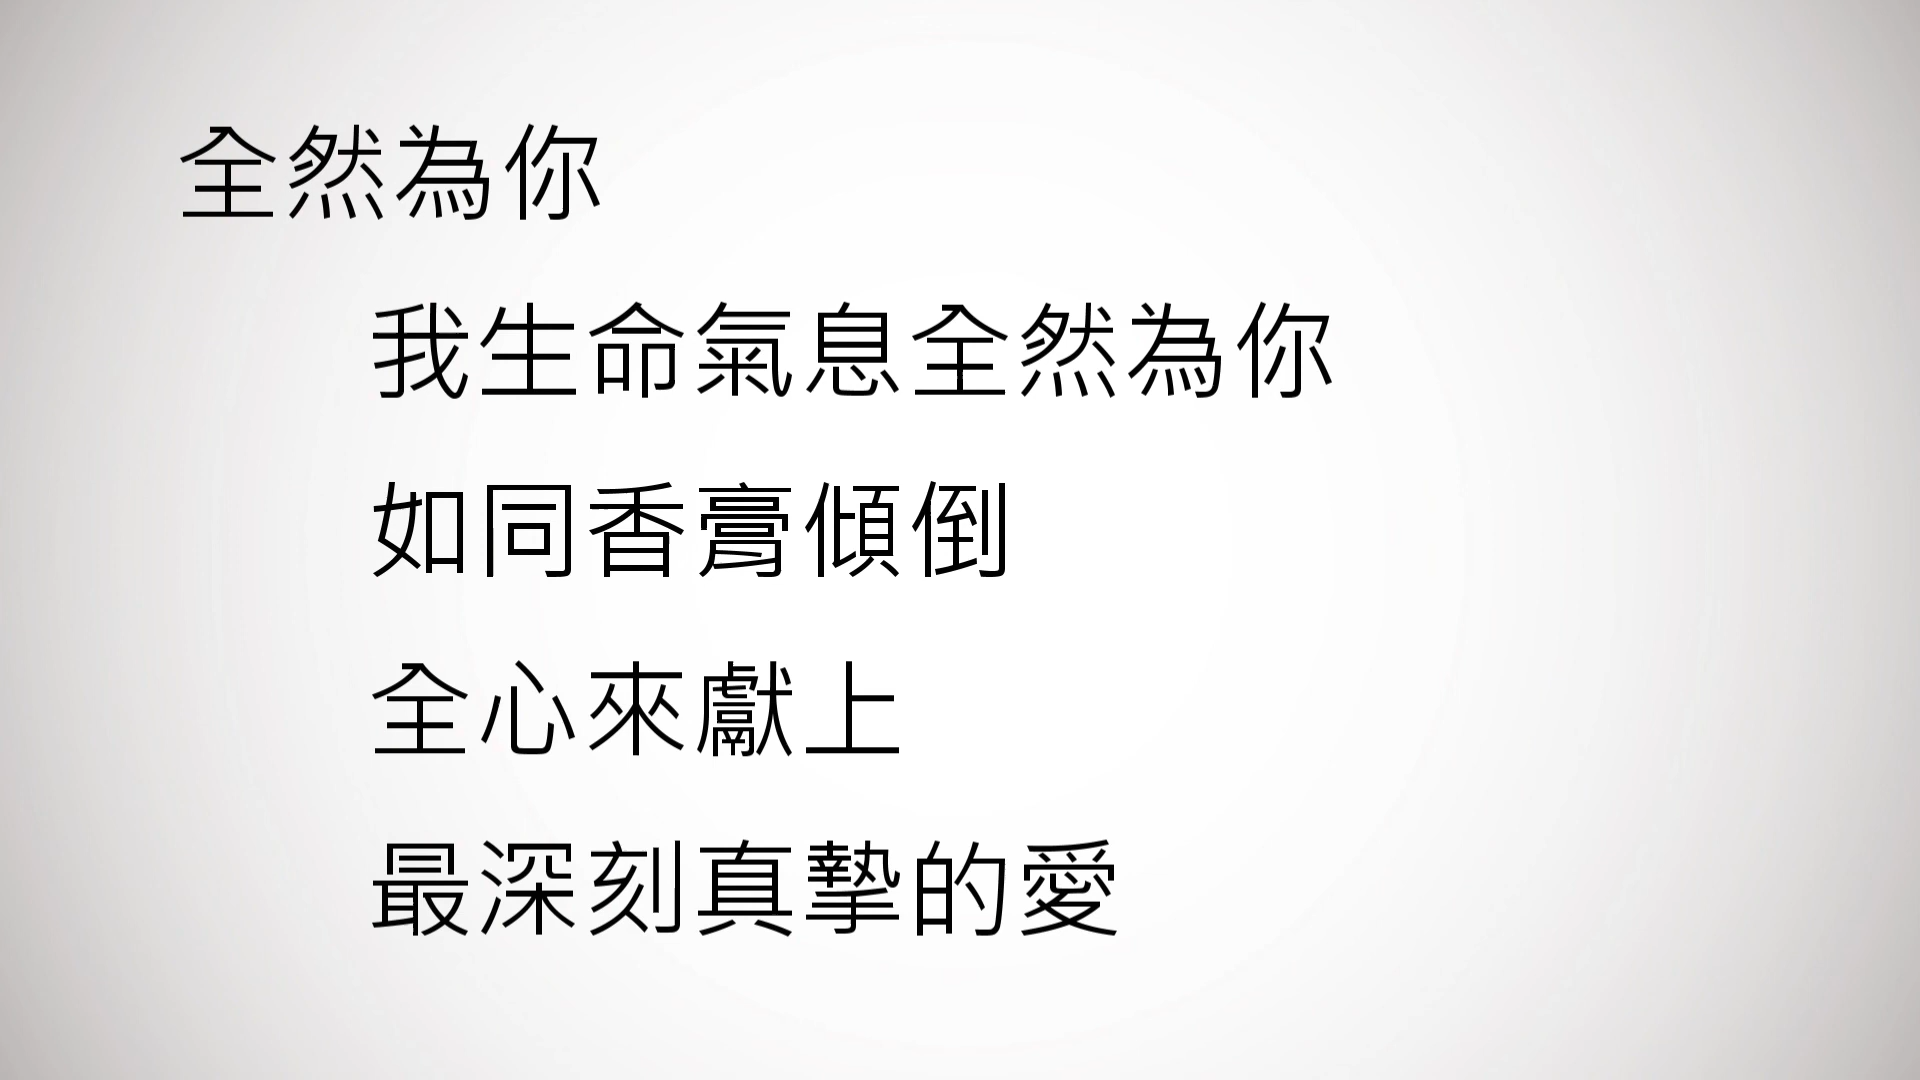 全然為你
我生命氣息全然為你
如同香膏傾倒
全心來獻上
最深刻真摯的愛